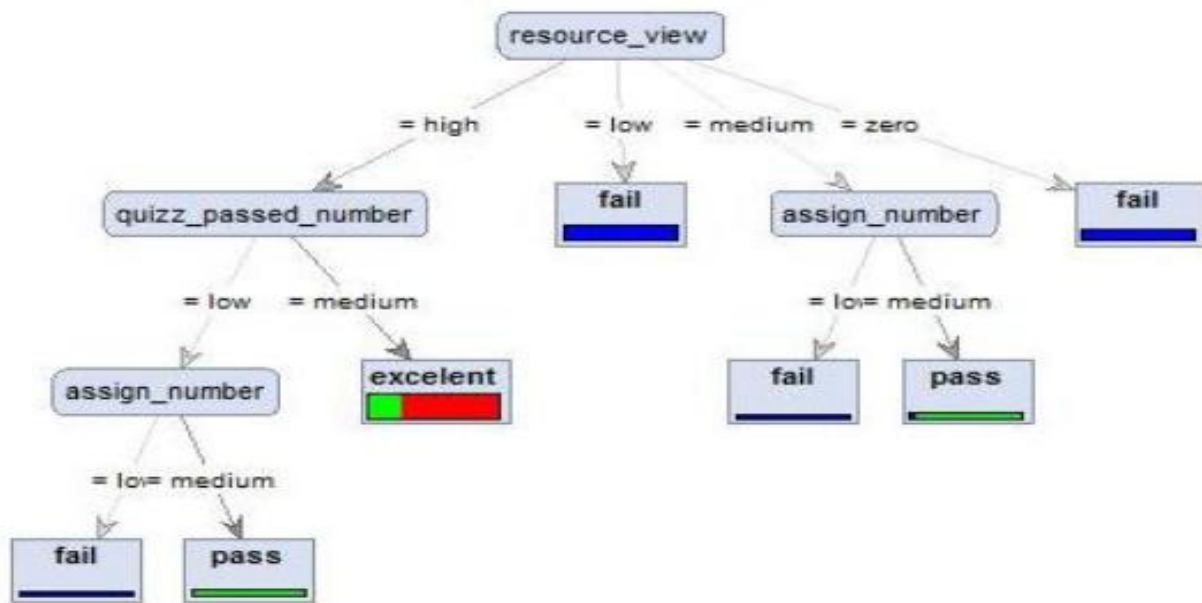 resource_view
= high
= low
= medium
= zero
quizz_passed_number
fail
assign_number
fail
= low
= medium
= medium
assign_number
excelent
fail
pass
= medium
fail
pass